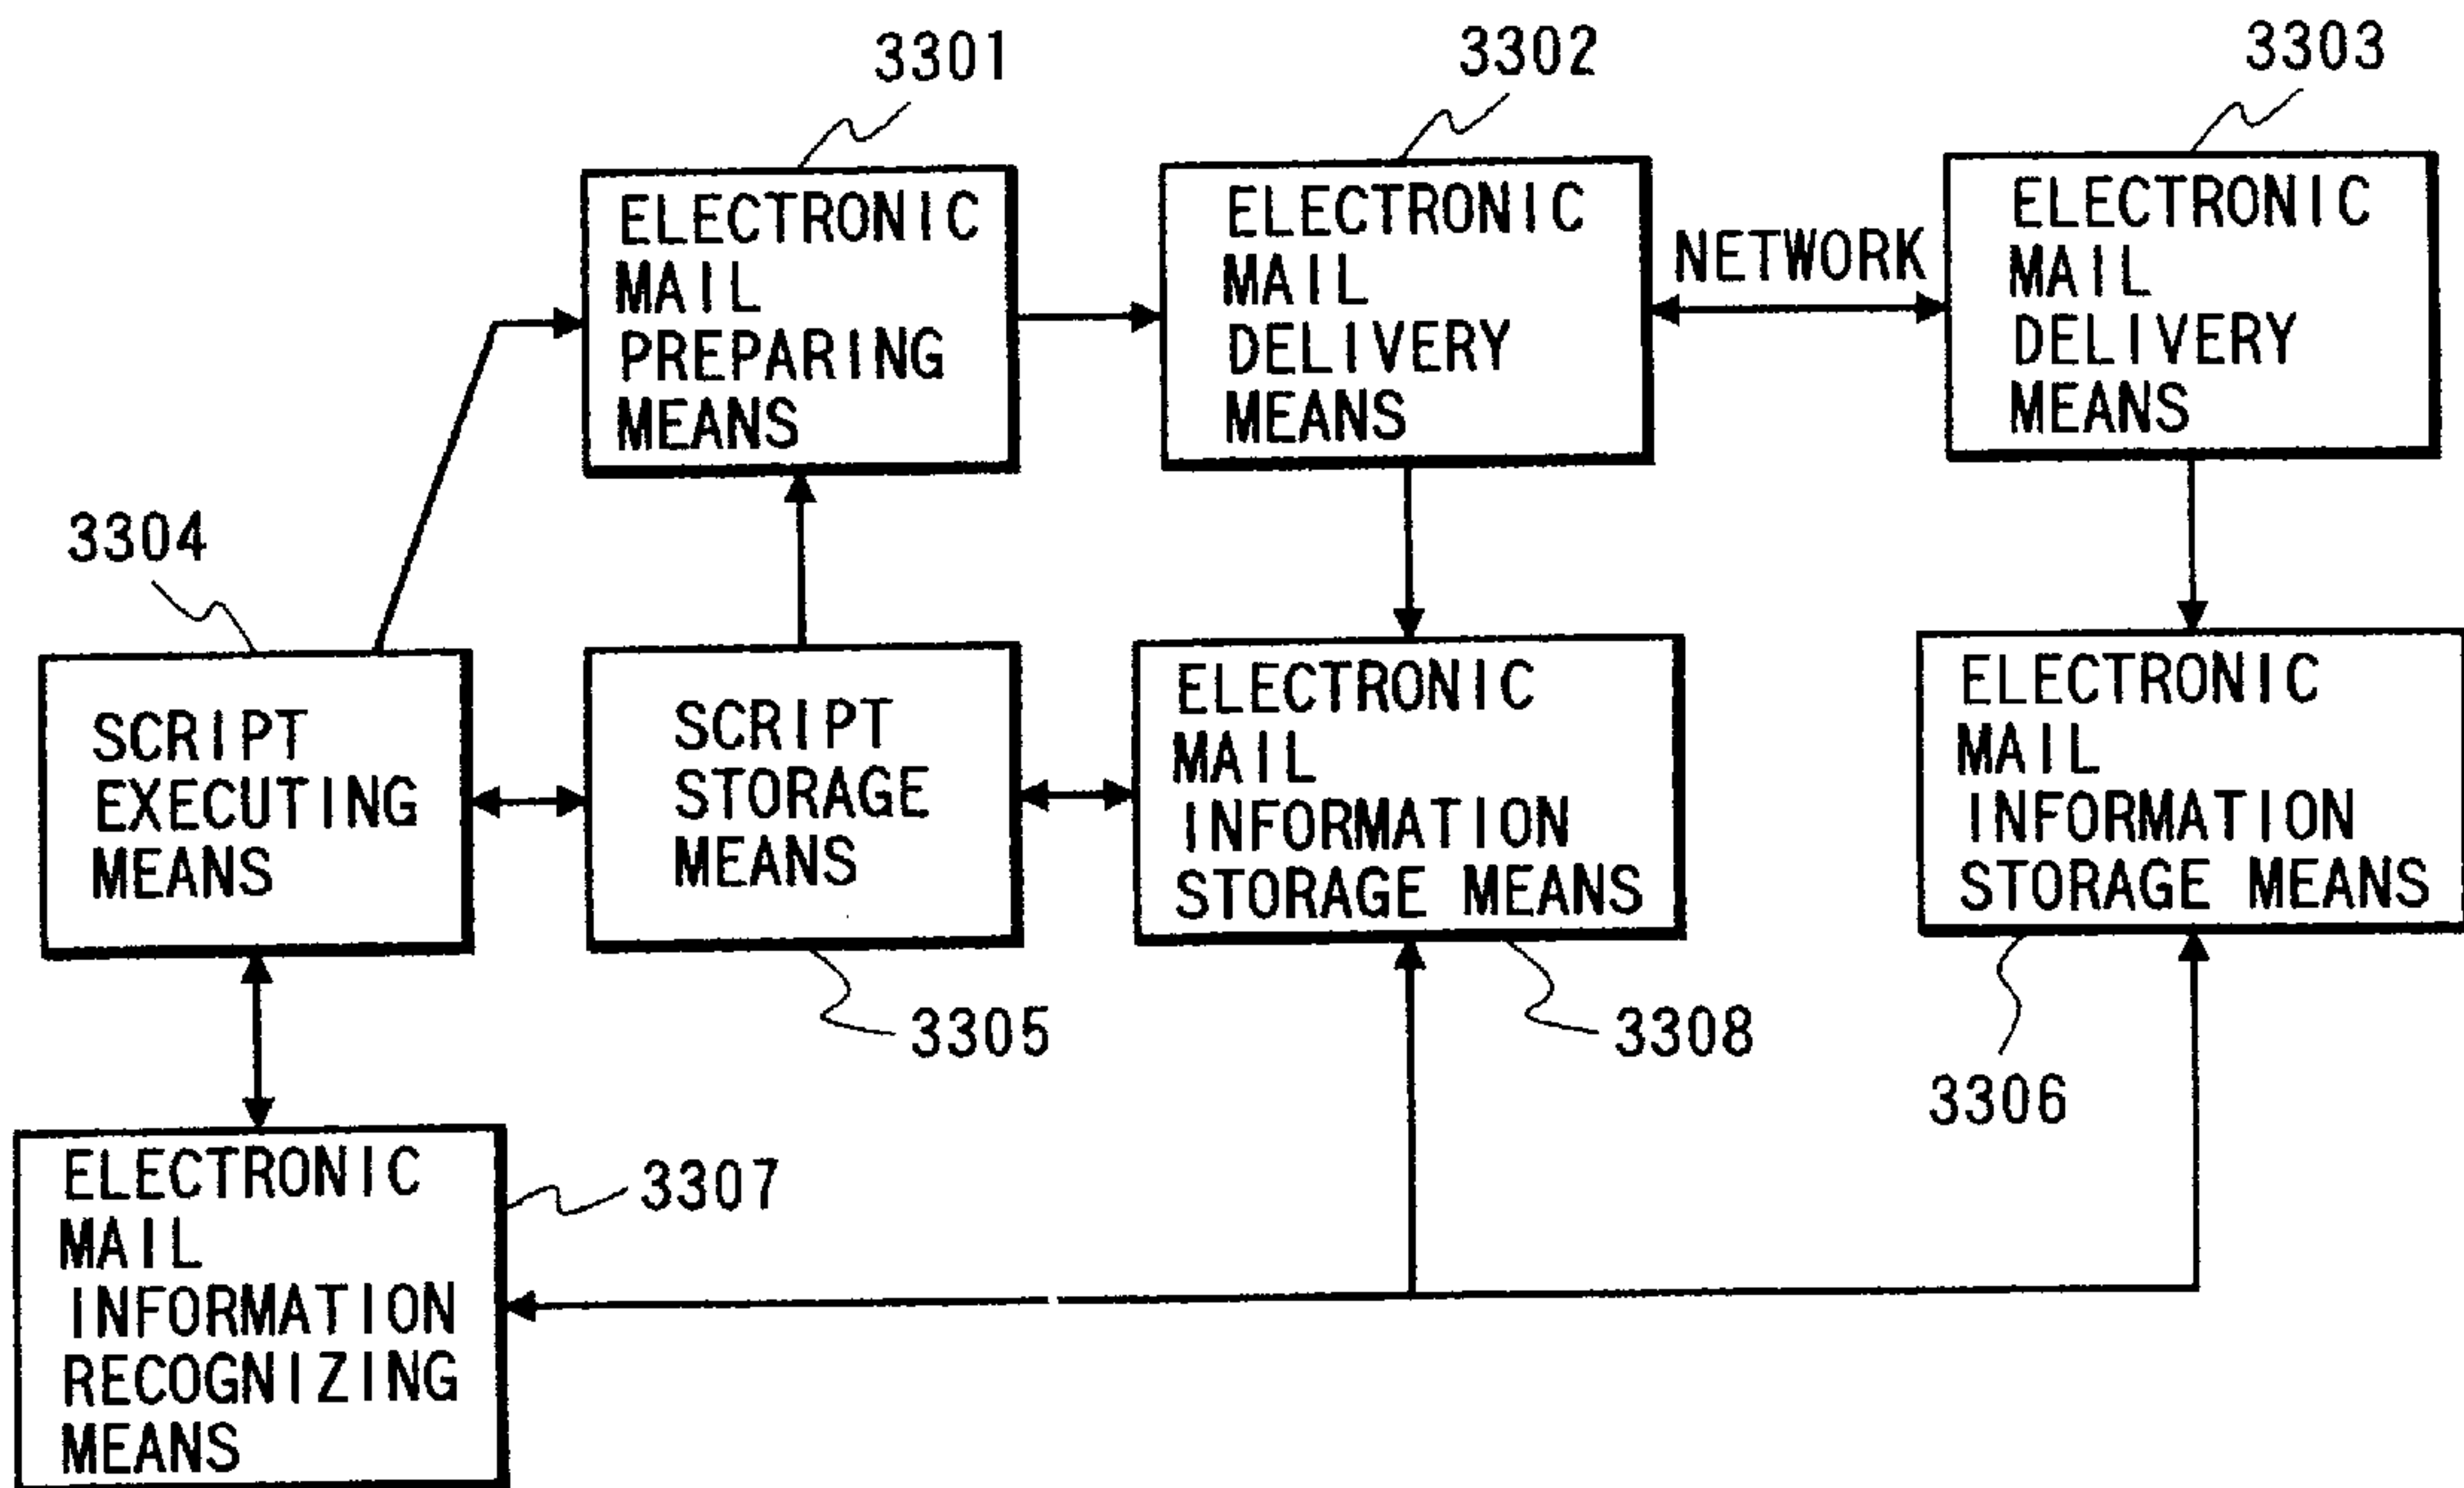 3301
3302
3303
ELECTRONIC
MAIL
PREPARING
MEANS
ELECTRONIC
MAIL
DELIVERY
MEANS
NETWORK
ELECTRONIC
MAIL
DELIVERY
MEANS
3304
SCRIPT
EXECUTING
MEANS
SCRIPT
STORAGE
MEANS
ELECTRONIC
MAIL
INFORMATION
STORAGE MEANS
ELECTRONIC
MAIL
INFORMATION
STORAGE MEANS
3305
3308
3306
ELECTRONIC
MAIL
INFORMATION
RECOGNIZING
MEANS
3307